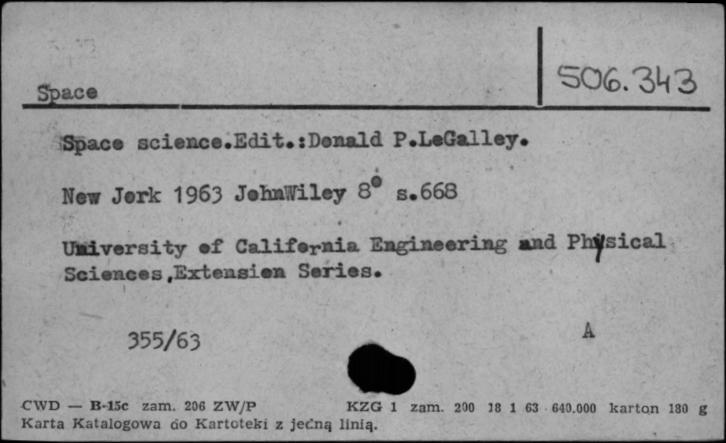 Space
506.343
Space science.Edit.:Donald P.LeGalley.
New Jork 1963 JohnWiley 8° s.668
University of California Engineering and Physical
Sciences,Extension Series.
355/63
A
CWD — B-15c zam. 206 ZW/P KZG 1 zam. 200 18 1 63 640.000 karton 180 g
Karta Katalogowa do Kartoteki z jedną linią.